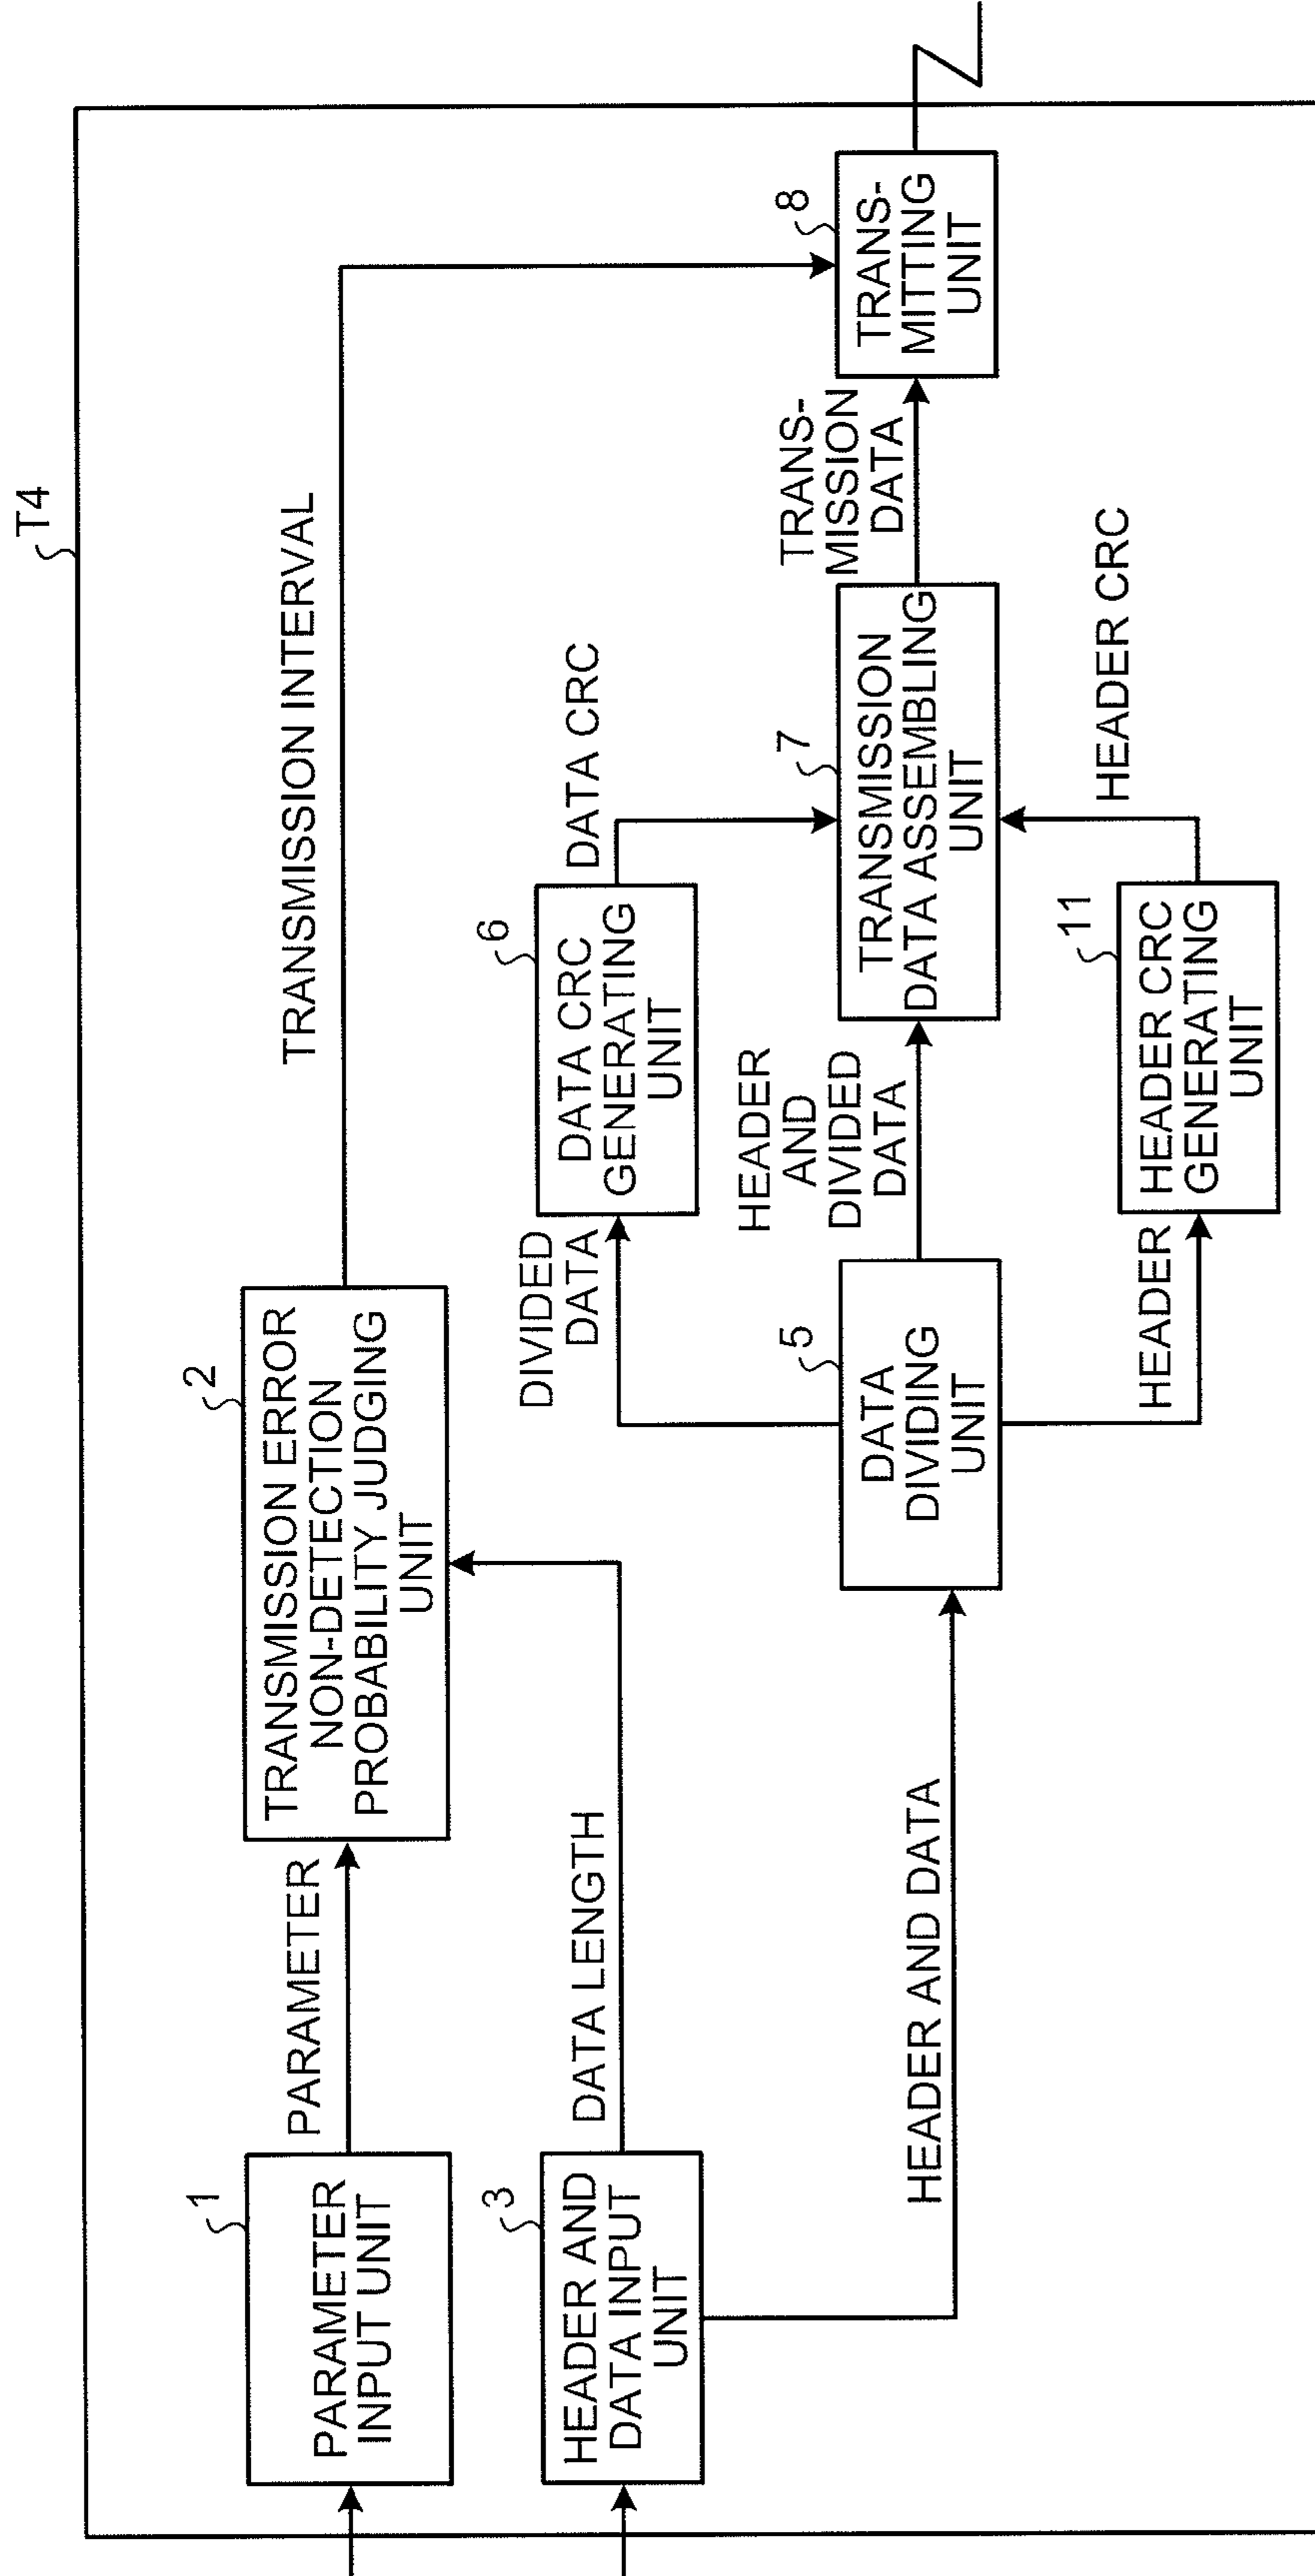 T4
1
PARAMETER
INPUT UNIT
PARAMETER
2
TRANSMISSION ERROR
NON-DETECTION
PROBABILITY JUDGING
UNIT
TRANSMISSION INTERVAL
3
HEADER AND
DATA INPUT
UNIT
DATA LENGTH
HEADER AND DATA
5
DATA
DIVIDING
UNIT
DIVIDED
DATA
6
DATA CRC
GENERATING
UNIT
DATA CRC
HEADER
AND
DIVIDED
DATA
HEADER
11
HEADER CRC
GENERATING
UNIT
HEADER CRC
7
TRANSMISSION
DATA ASSEMBLING
UNIT
TRANS-
MISSION
DATA
8
TRANS-
MITTING
UNIT